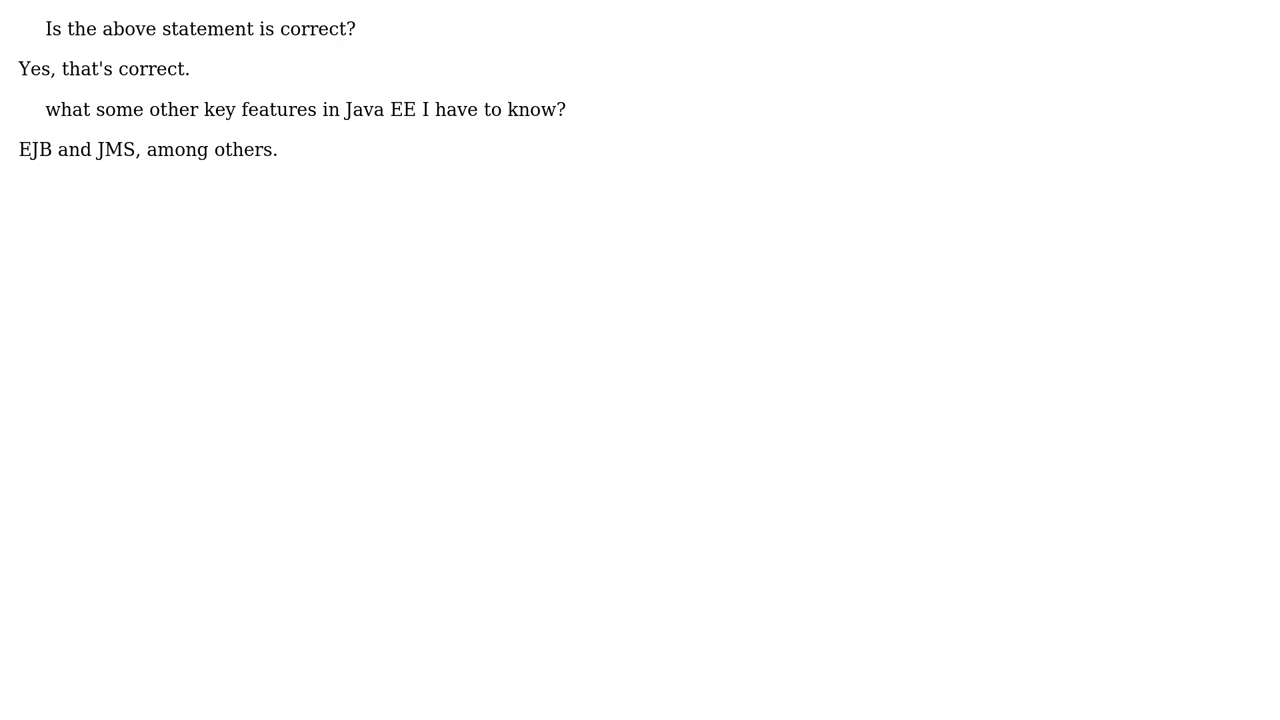 Is the above statement is correct?
Yes, that's correct.
what some other key features in Java EE I have to know?
EJB and JMS, among others.